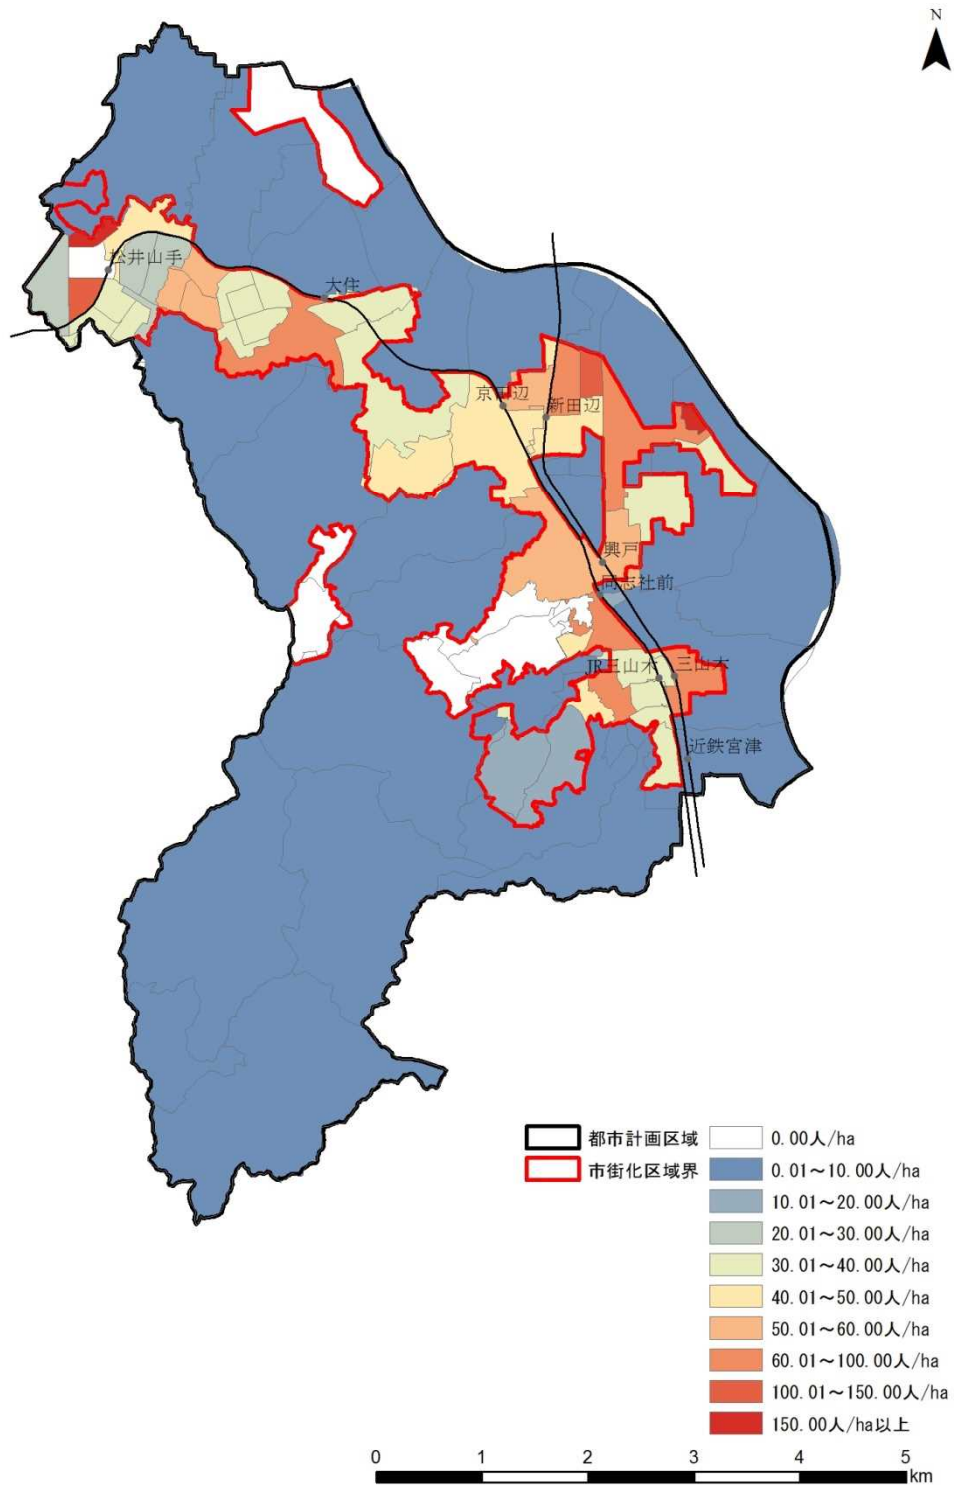 N
松井山手
大住
京田辺
新田辺
興戸
同志社前
JR三山木
三山木
近鉄宮津
都市計画区域
市街化区域界
0.00人/ha
0.01～10.00人/ha
10.01～20.00人/ha
20.01～30.00人/ha
30.01～40.00人/ha
40.01～50.00人/ha
50.01～60.00人/ha
60.01～100.00人/ha
100.01～150.00人/ha
150.00人/ha以上
0 1 2 3 4 5
km